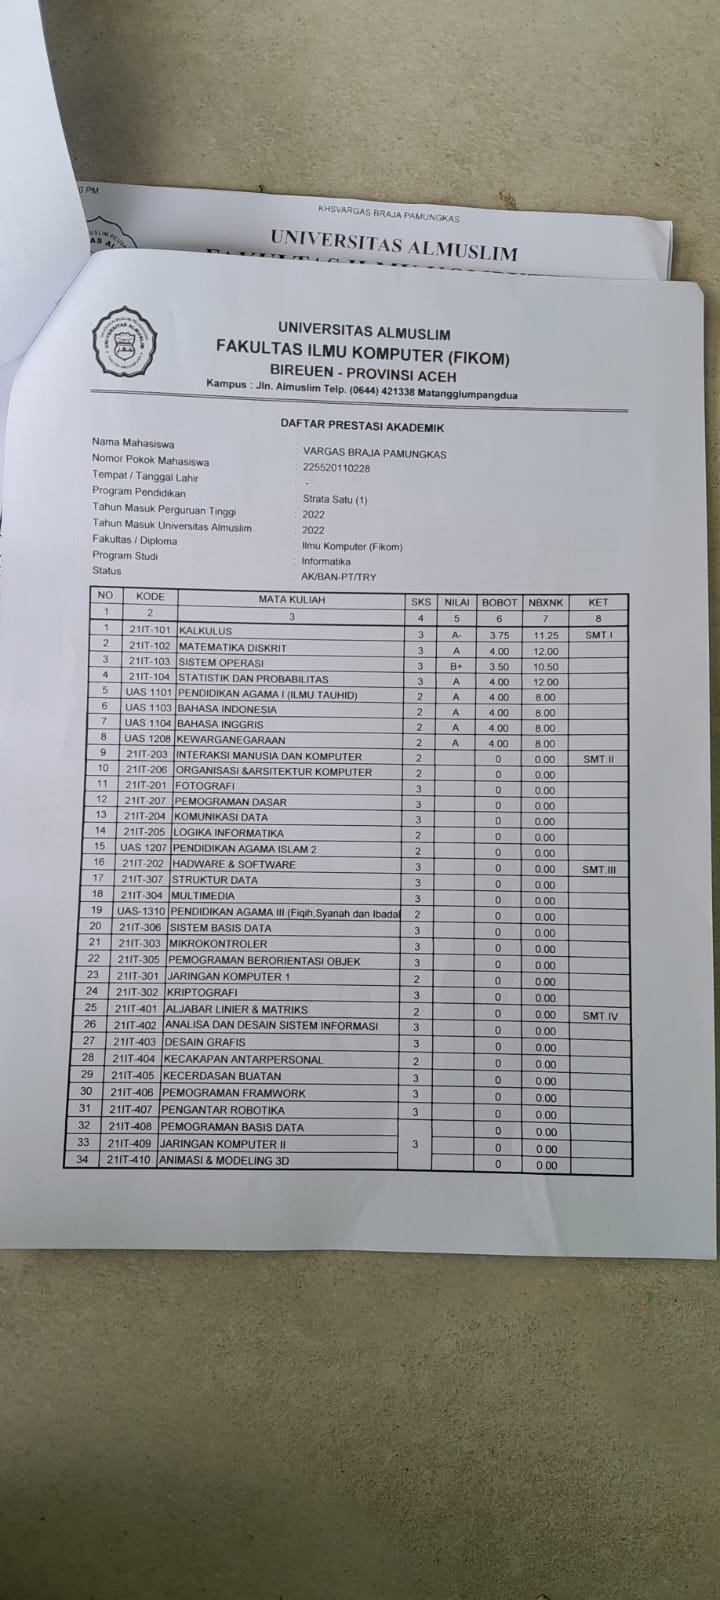 0 PM
KHSVARGAS BRAJA PAMUNGKAS
UNIVERSITAS ALMUSLIM
UNIVERSITAS ALMUSLIM
UNIVERSITAS ALMUSLIM
FAKULTAS ILMU KOMPUTER (FIKOM)
BIREUEN - PROVINSI ACEH
Kampus : Jln. Almuslim Telp. (0644) 421338 Matangglumpangdua
DAFTAR PRESTASI AKADEMIK
Nama Mahasiswa : VARGAS BRAJA PAMUNGKAS
Nomor Pokok Mahasiswa : 225520110228
Tempat / Tanggal Lahir : -
Program Pendidikan : Strata Satu (1)
Tahun Masuk Perguruan Tinggi : 2022
Tahun Masuk Universitas Almuslim : 2022
Fakultas / Diploma : Ilmu Komputer (Fikom)
Program Studi : Informatika
Status : AK/BAN-PT/TRY
NO KODE MATA KULIAH SKS NILAI BOBOT NBXNK KET
1 2 3 4 5 6 7 8
1 21IT-101 KALKULUS 3 A- 3.75 11.25 SMT.I
2 21IT-102 MATEMATIKA DISKRIT 3 A 4.00 12.00
3 21IT-103 SISTEM OPERASI 3 B+ 3.50 10.50
4 21IT-104 STATISTIK DAN PROBABILITAS 3 A 4.00 12.00
5 UAS 1101 PENDIDIKAN AGAMA I (ILMU TAUHID) 2 A 4.00 8.00
6 UAS 1103 BAHASA INDONESIA 2 A 4.00 8.00
7 UAS 1104 BAHASA INGGRIS 2 A 4.00 8.00
8 UAS 1208 KEWARGANEGARAAN 2 A 4.00 8.00
9 21IT-203 INTERAKSI MANUSIA DAN KOMPUTER 2 0 0.00 SMT.II
10 21IT-206 ORGANISASI &ARSITEKTUR KOMPUTER 2 0 0.00
11 21IT-201 FOTOGRAFI 3 0 0.00
12 21IT-207 PEMOGRAMAN DASAR 3 0 0.00
13 21IT-204 KOMUNIKASI DATA 3 0 0.00
14 21IT-205 LOGIKA INFORMATIKA 2 0 0.00
15 UAS 1207 PENDIDIKAN AGAMA ISLAM 2 2 0 0.00
16 21IT-202 HADWARE & SOFTWARE 3 0 0.00 SMT.III
17 21IT-307 STRUKTUR DATA 3 0 0.00
18 21IT-304 MULTIMEDIA 3 0 0.00
19 UAS-1310 PENDIDIKAN AGAMA III (Fiqih,Syariah dan Ibadal 2 0 0.00
20 21IT-306 SISTEM BASIS DATA 3 0 0.00
21 21IT-303 MIKROKONTROLER 3 0 0.00
22 21IT-305 PEMOGRAMAN BERORIENTASI OBJEK 3 0 0.00
23 21IT-301 JARINGAN KOMPUTER 1 2 0 0.00
24 21IT-302 KRIPTOGRAFI 3 0 0.00
25 21IT-401 ALJABAR LINIER & MATRIKS 2 0 0.00 SMT.IV
26 21IT-402 ANALISA DAN DESAIN SISTEM INFORMASI 3 0 0.00
27 21IT-403 DESAIN GRAFIS 3 0 0.00
28 21IT-404 KECAKAPAN ANTARPERSONAL 2 0 0.00
29 21IT-405 KECERDASAN BUATAN 3 0 0.00
30 21IT-406 PEMOGRAMAN FRAMWORK 3 0 0.00
31 21IT-407 PENGANTAR ROBOTIKA 3 0 0.00
32 21IT-408 PEMOGRAMAN BASIS DATA 0 0.00
33 21IT-409 JARINGAN KOMPUTER II 3 0 0.00
34 21IT-410 ANIMASI & MODELING 3D 0 0.00